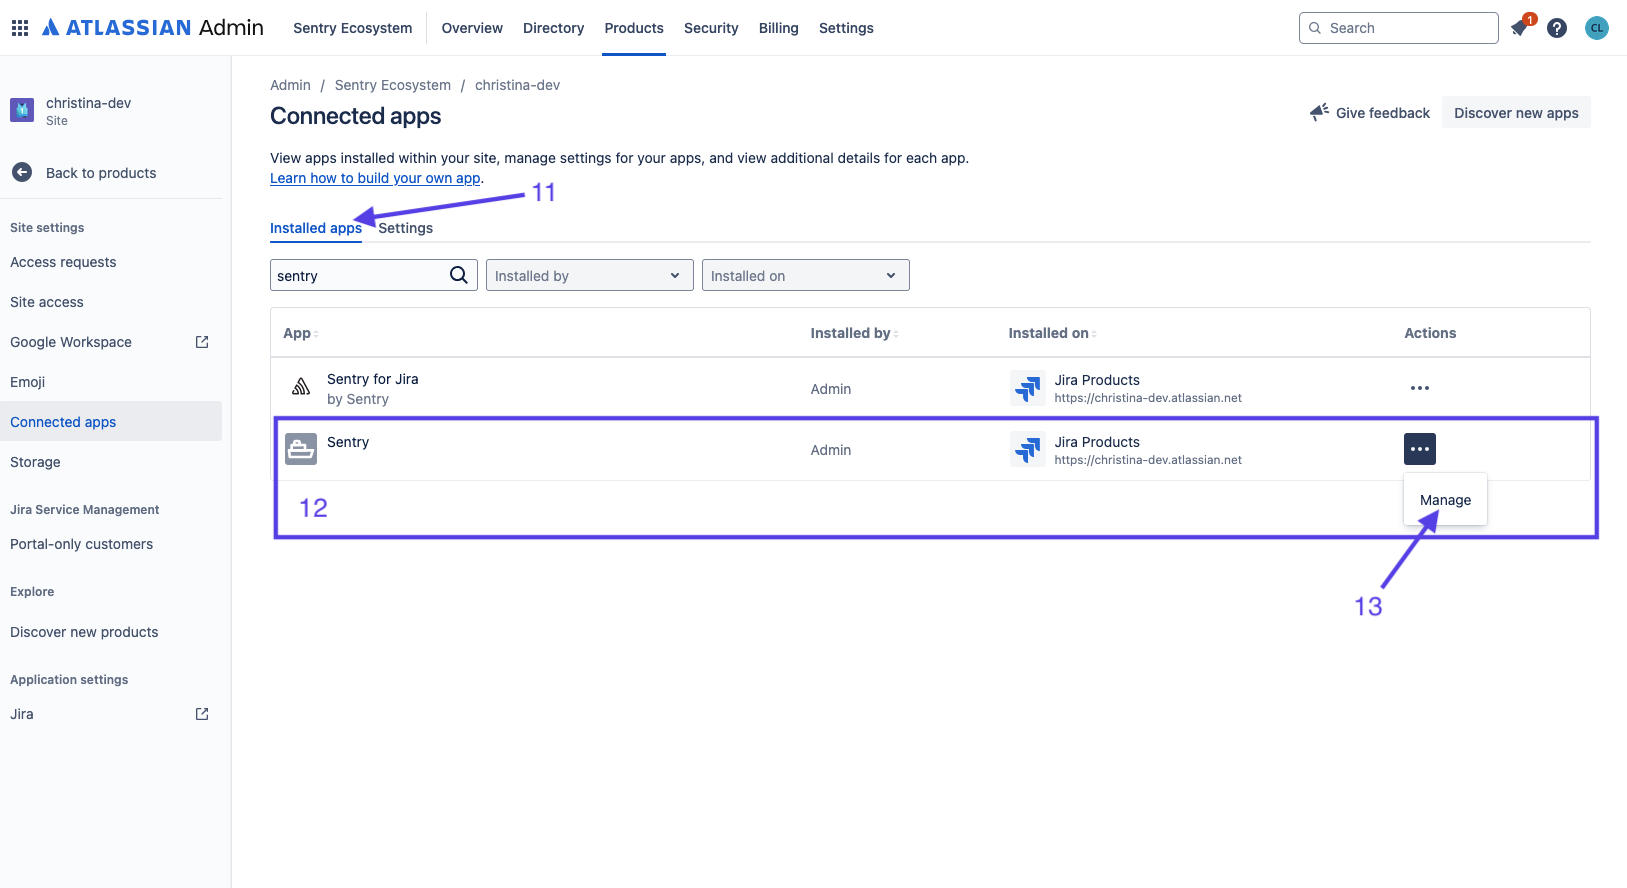 ATLASSIAN Admin
Sentry Ecosystem
Overview
Directory
Products
Security
Billing
Settings
Search
1
?
CL
christina-dev
Site
Back to products
Site settings
Access requests
Site access
Google Workspace
Emoji
Connected apps
Storage
Jira Service Management
Portal-only customers
Explore
Discover new products
Application settings
Jira
Admin / Sentry Ecosystem / christina-dev
Connected apps
Give feedback
Discover new apps
View apps installed within your site, manage settings for your apps, and view additional details for each app.
Learn how to build your own app.
11
Installed apps
Settings
sentry
Installed by
Installed on
App
Installed by
Installed on
Actions
Sentry for Jira
by Sentry
Admin
Jira Products
https://christina-dev.atlassian.net
Sentry
Admin
Jira Products
https://christina-dev.atlassian.net
12
Manage
13